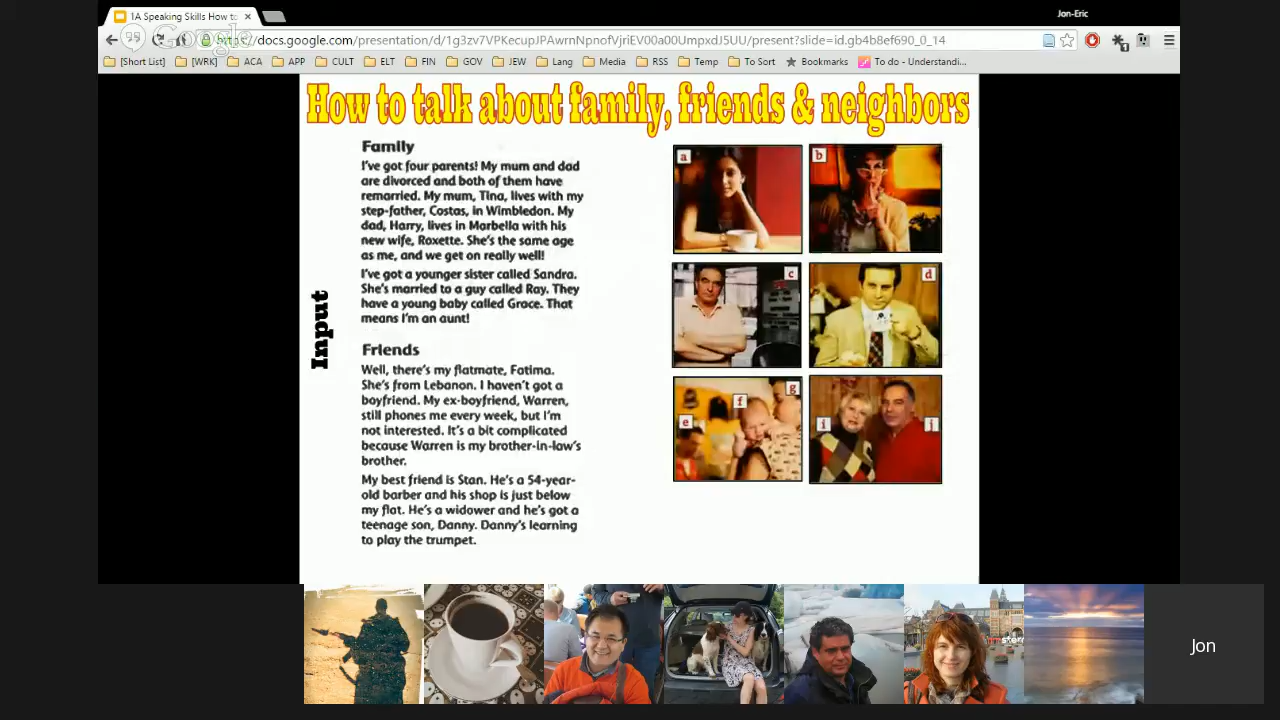 1A Speaking Skills How to
Jon-Eric
Google
https://docs.google.com/presentation/d/1g3zv7VPKecupJPAwrnNpnofVjriEV00a00UmpxdJ5UU/present?slide=id.gb4b8ef690_0_14
[Short List] [WRK] ACA APP CULT ELT FIN GOV JEW Lang Media RSS Temp To Sort Bookmarks To do - Understandi...
How to talk about family, friends & neighbors
Input
Family
I've got four parents! My mum and dad
are divorced and both of them have
remarried. My mum, Tina, lives with my
step-father, Costas, in Wimbledon. My
dad, Harry, lives in Marbella with his
new wife, Roxette. She's the same age
as me, and we get on really well!
I've got a younger sister called Sandra.
She's married to a guy called Ray. They
have a young baby called Grace. That
means I'm an aunt!
Friends
Well, there's my flatmate, Fatima.
She's from Lebanon. I haven't got a
boyfriend. My ex-boyfriend, Warren,
still phones me every week, but I'm
not interested. It's a bit complicated
because Warren is my brother-in-law's
brother.
My best friend is Stan. He's a 54-year-
old barber and his shop is just below
my flat. He's a widower and he's got a
teenage son, Danny. Danny's learning
to play the trumpet.
a
b
c
d
e
f
g
i
j
Jon